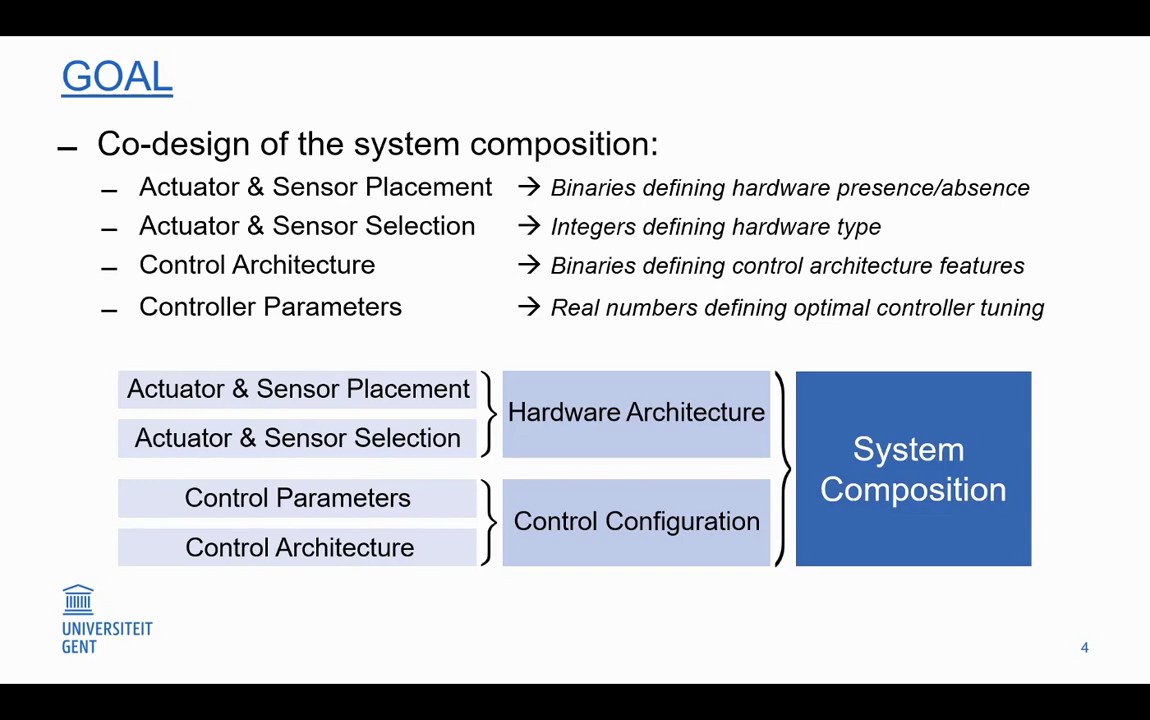 GOAL
– Co-design of the system composition:
– Actuator & Sensor Placement → Binaries defining hardware presence/absence
– Actuator & Sensor Selection → Integers defining hardware type
– Control Architecture → Binaries defining control architecture features
– Controller Parameters → Real numbers defining optimal controller tuning
Actuator & Sensor Placement
Actuator & Sensor Selection
Hardware Architecture
Control Parameters
Control Architecture
Control Configuration
System
Composition
UNIVERSITEIT
GENT
4